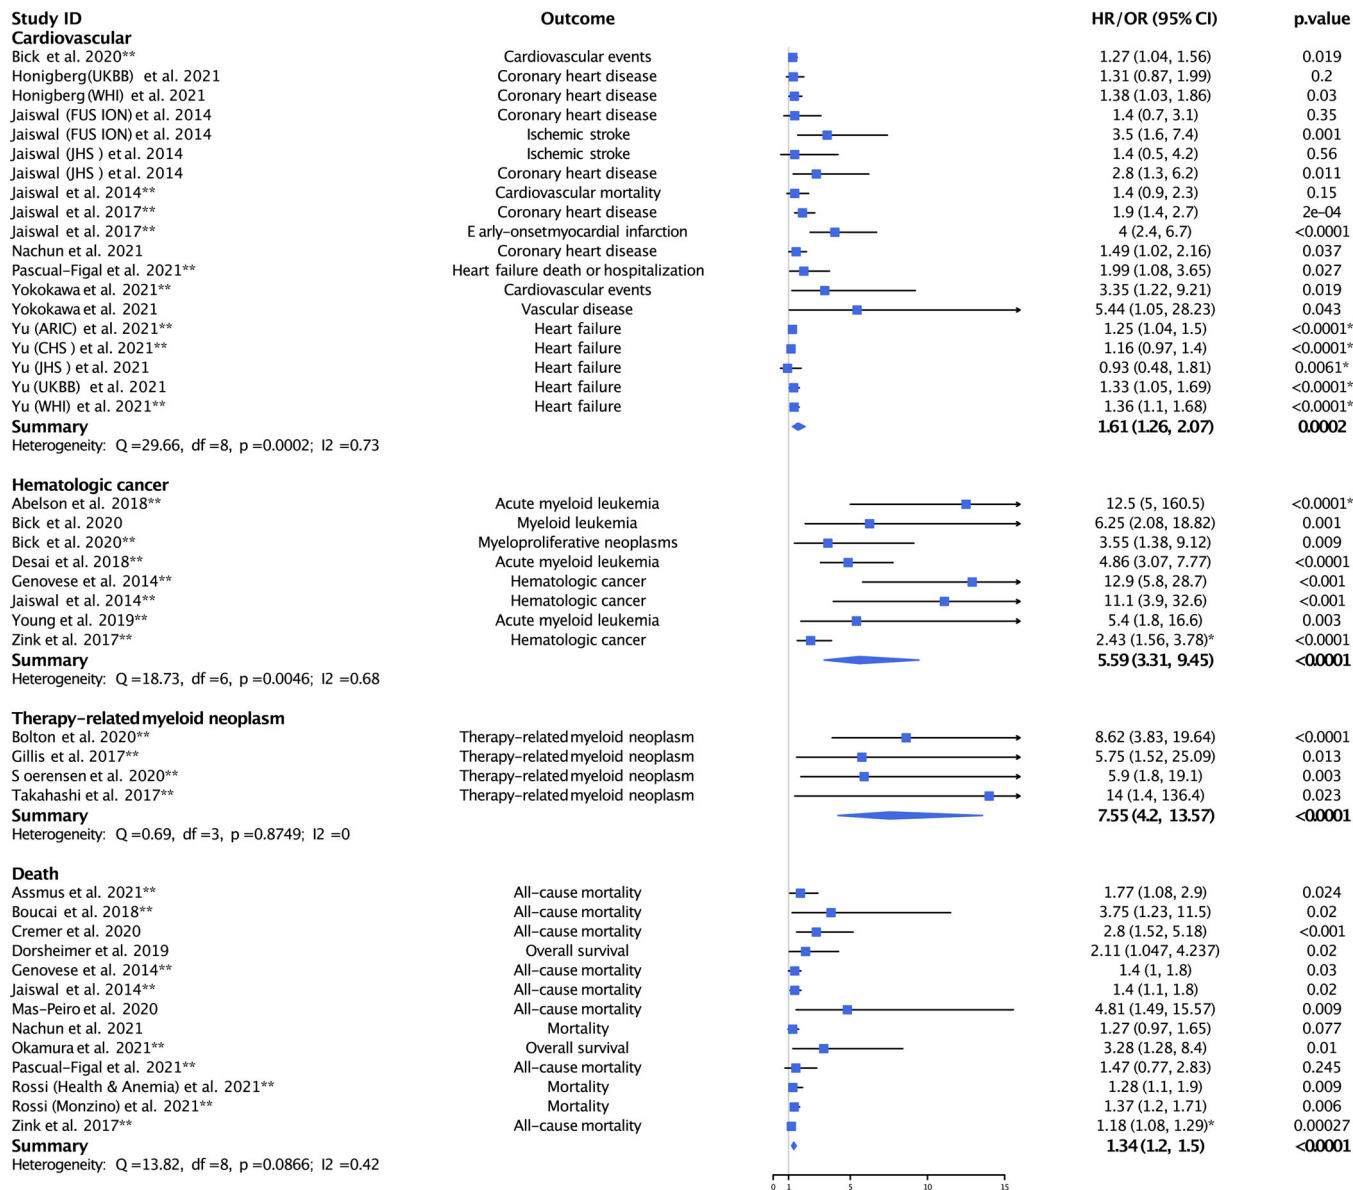 Study ID Outcome HR/OR (95% CI) p.value
Cardiovascular
Bick et al. 2020** Cardiovascular events 1.27 (1.04, 1.56) 0.019
Honigberg(UKBB) et al. 2021 Coronary heart disease 1.31 (0.87, 1.99) 0.2
Honigberg (WHI) et al. 2021 Coronary heart disease 1.38 (1.03, 1.86) 0.03
Jaiswal (FUS ION) et al. 2014 Coronary heart disease 1.4 (0.7, 3.1) 0.35
Jaiswal (FUS ION) et al. 2014 Ischemic stroke 3.5 (1.6, 7.4) 0.001
Jaiswal (JHS ) et al. 2014 Ischemic stroke 1.4 (0.5, 4.2) 0.56
Jaiswal (JHS ) et al. 2014 Coronary heart disease 2.8 (1.3, 6.2) 0.011
Jaiswal et al. 2014** Cardiovascular mortality 1.4 (0.9, 2.3) 0.15
Jaiswal et al. 2017** Coronary heart disease 1.9 (1.4, 2.7) 2e-04
Jaiswal et al. 2017** E arly-onsetmyocardial infarction 4 (2.4, 6.7) <0.0001
Nachun et al. 2021 Coronary heart disease 1.49 (1.02, 2.16) 0.037
Pascual-Figal et al. 2021** Heart failure death or hospitalization 1.99 (1.08, 3.65) 0.027
Yokokawa et al. 2021** Cardiovascular events 3.35 (1.22, 9.21) 0.019
Yokokawa et al. 2021 Vascular disease 5.44 (1.05, 28.23) 0.043
Yu (ARIC) et al. 2021** Heart failure 1.25 (1.04, 1.5) <0.0001*
Yu (CHS ) et al. 2021** Heart failure 1.16 (0.97, 1.4) <0.0001*
Yu (JHS ) et al. 2021 Heart failure 0.93 (0.48, 1.81) 0.0061*
Yu (UKBB) et al. 2021 Heart failure 1.33 (1.05, 1.69) <0.0001*
Yu (WHI) et al. 2021** Heart failure 1.36 (1.1, 1.68) <0.0001*
Summary 1.61 (1.26, 2.07) 0.0002
Heterogeneity: Q =29.66, df =8, p =0.0002; I2 =0.73
Hematologic cancer
Abelson et al. 2018** Acute myeloid leukemia 12.5 (5, 160.5) <0.0001*
Bick et al. 2020 Myeloid leukemia 6.25 (2.08, 18.82) 0.001
Bick et al. 2020** Myeloproliferative neoplasms 3.55 (1.38, 9.12) 0.009
Desai et al. 2018** Acute myeloid leukemia 4.86 (3.07, 7.77) <0.0001
Genovese et al. 2014** Hematologic cancer 12.9 (5.8, 28.7) <0.001
Jaiswal et al. 2014** Hematologic cancer 11.1 (3.9, 32.6) <0.001
Young et al. 2019** Acute myeloid leukemia 5.4 (1.8, 16.6) 0.003
Zink et al. 2017** Hematologic cancer 2.43 (1.56, 3.78)* <0.0001
Summary 5.59 (3.31, 9.45) <0.0001
Heterogeneity: Q =18.73, df =6, p =0.0046; I2 =0.68
Therapy-related myeloid neoplasm
Bolton et al. 2020** Therapy-related myeloid neoplasm 8.62 (3.83, 19.64) <0.0001
Gillis et al. 2017** Therapy-related myeloid neoplasm 5.75 (1.52, 25.09) 0.013
S oerensen et al. 2020** Therapy-related myeloid neoplasm 5.9 (1.8, 19.1) 0.003
Takahashi et al. 2017** Therapy-related myeloid neoplasm 14 (1.4, 136.4) 0.023
Summary 7.55 (4.2, 13.57) <0.0001
Heterogeneity: Q =0.69, df =3, p =0.8749; I2 =0
Death
Assmus et al. 2021** All-cause mortality 1.77 (1.08, 2.9) 0.024
Boucai et al. 2018** All-cause mortality 3.75 (1.23, 11.5) 0.02
Cremer et al. 2020 All-cause mortality 2.8 (1.52, 5.18) <0.001
Dorsheimer et al. 2019 Overall survival 2.11 (1.047, 4.237) 0.02
Genovese et al. 2014** All-cause mortality 1.4 (1, 1.8) 0.03
Jaiswal et al. 2014** All-cause mortality 1.4 (1.1, 1.8) 0.02
Mas-Peiro et al. 2020 All-cause mortality 4.81 (1.49, 15.57) 0.009
Nachun et al. 2021 Mortality 1.27 (0.97, 1.65) 0.077
Okamura et al. 2021** Overall survival 3.28 (1.28, 8.4) 0.01
Pascual-Figal et al. 2021** All-cause mortality 1.47 (0.77, 2.83) 0.245
Rossi (Health & Anemia) et al. 2021** Mortality 1.28 (1.1, 1.9) 0.009
Rossi (Monzino) et al. 2021** Mortality 1.37 (1.2, 1.71) 0.006
Zink et al. 2017** All-cause mortality 1.18 (1.08, 1.29)* 0.00027
Summary 1.34 (1.2, 1.5) <0.0001
Heterogeneity: Q =13.82, df =8, p =0.0866; I2 =0.42
0 1 5 10 15